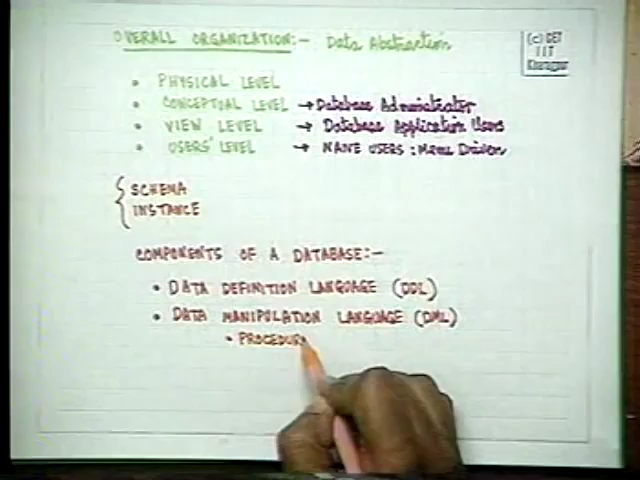 OVERALL ORGANIZATION:- Data Abstraction
(c) CET
IIT
Kharagpur
• PHYSICAL LEVEL
• CONCEPTUAL LEVEL → Database Administrator
• VIEW LEVEL → Database Application Users
• USERS' LEVEL → NAIVE USERS : Menu Driven
SCHEMA
INSTANCE
COMPONENTS OF A DATABASE:-
• DATA DEFINITION LANGUAGE (DDL)
• DATA MANIPULATION LANGUAGE (DML)
• PROCEDUR